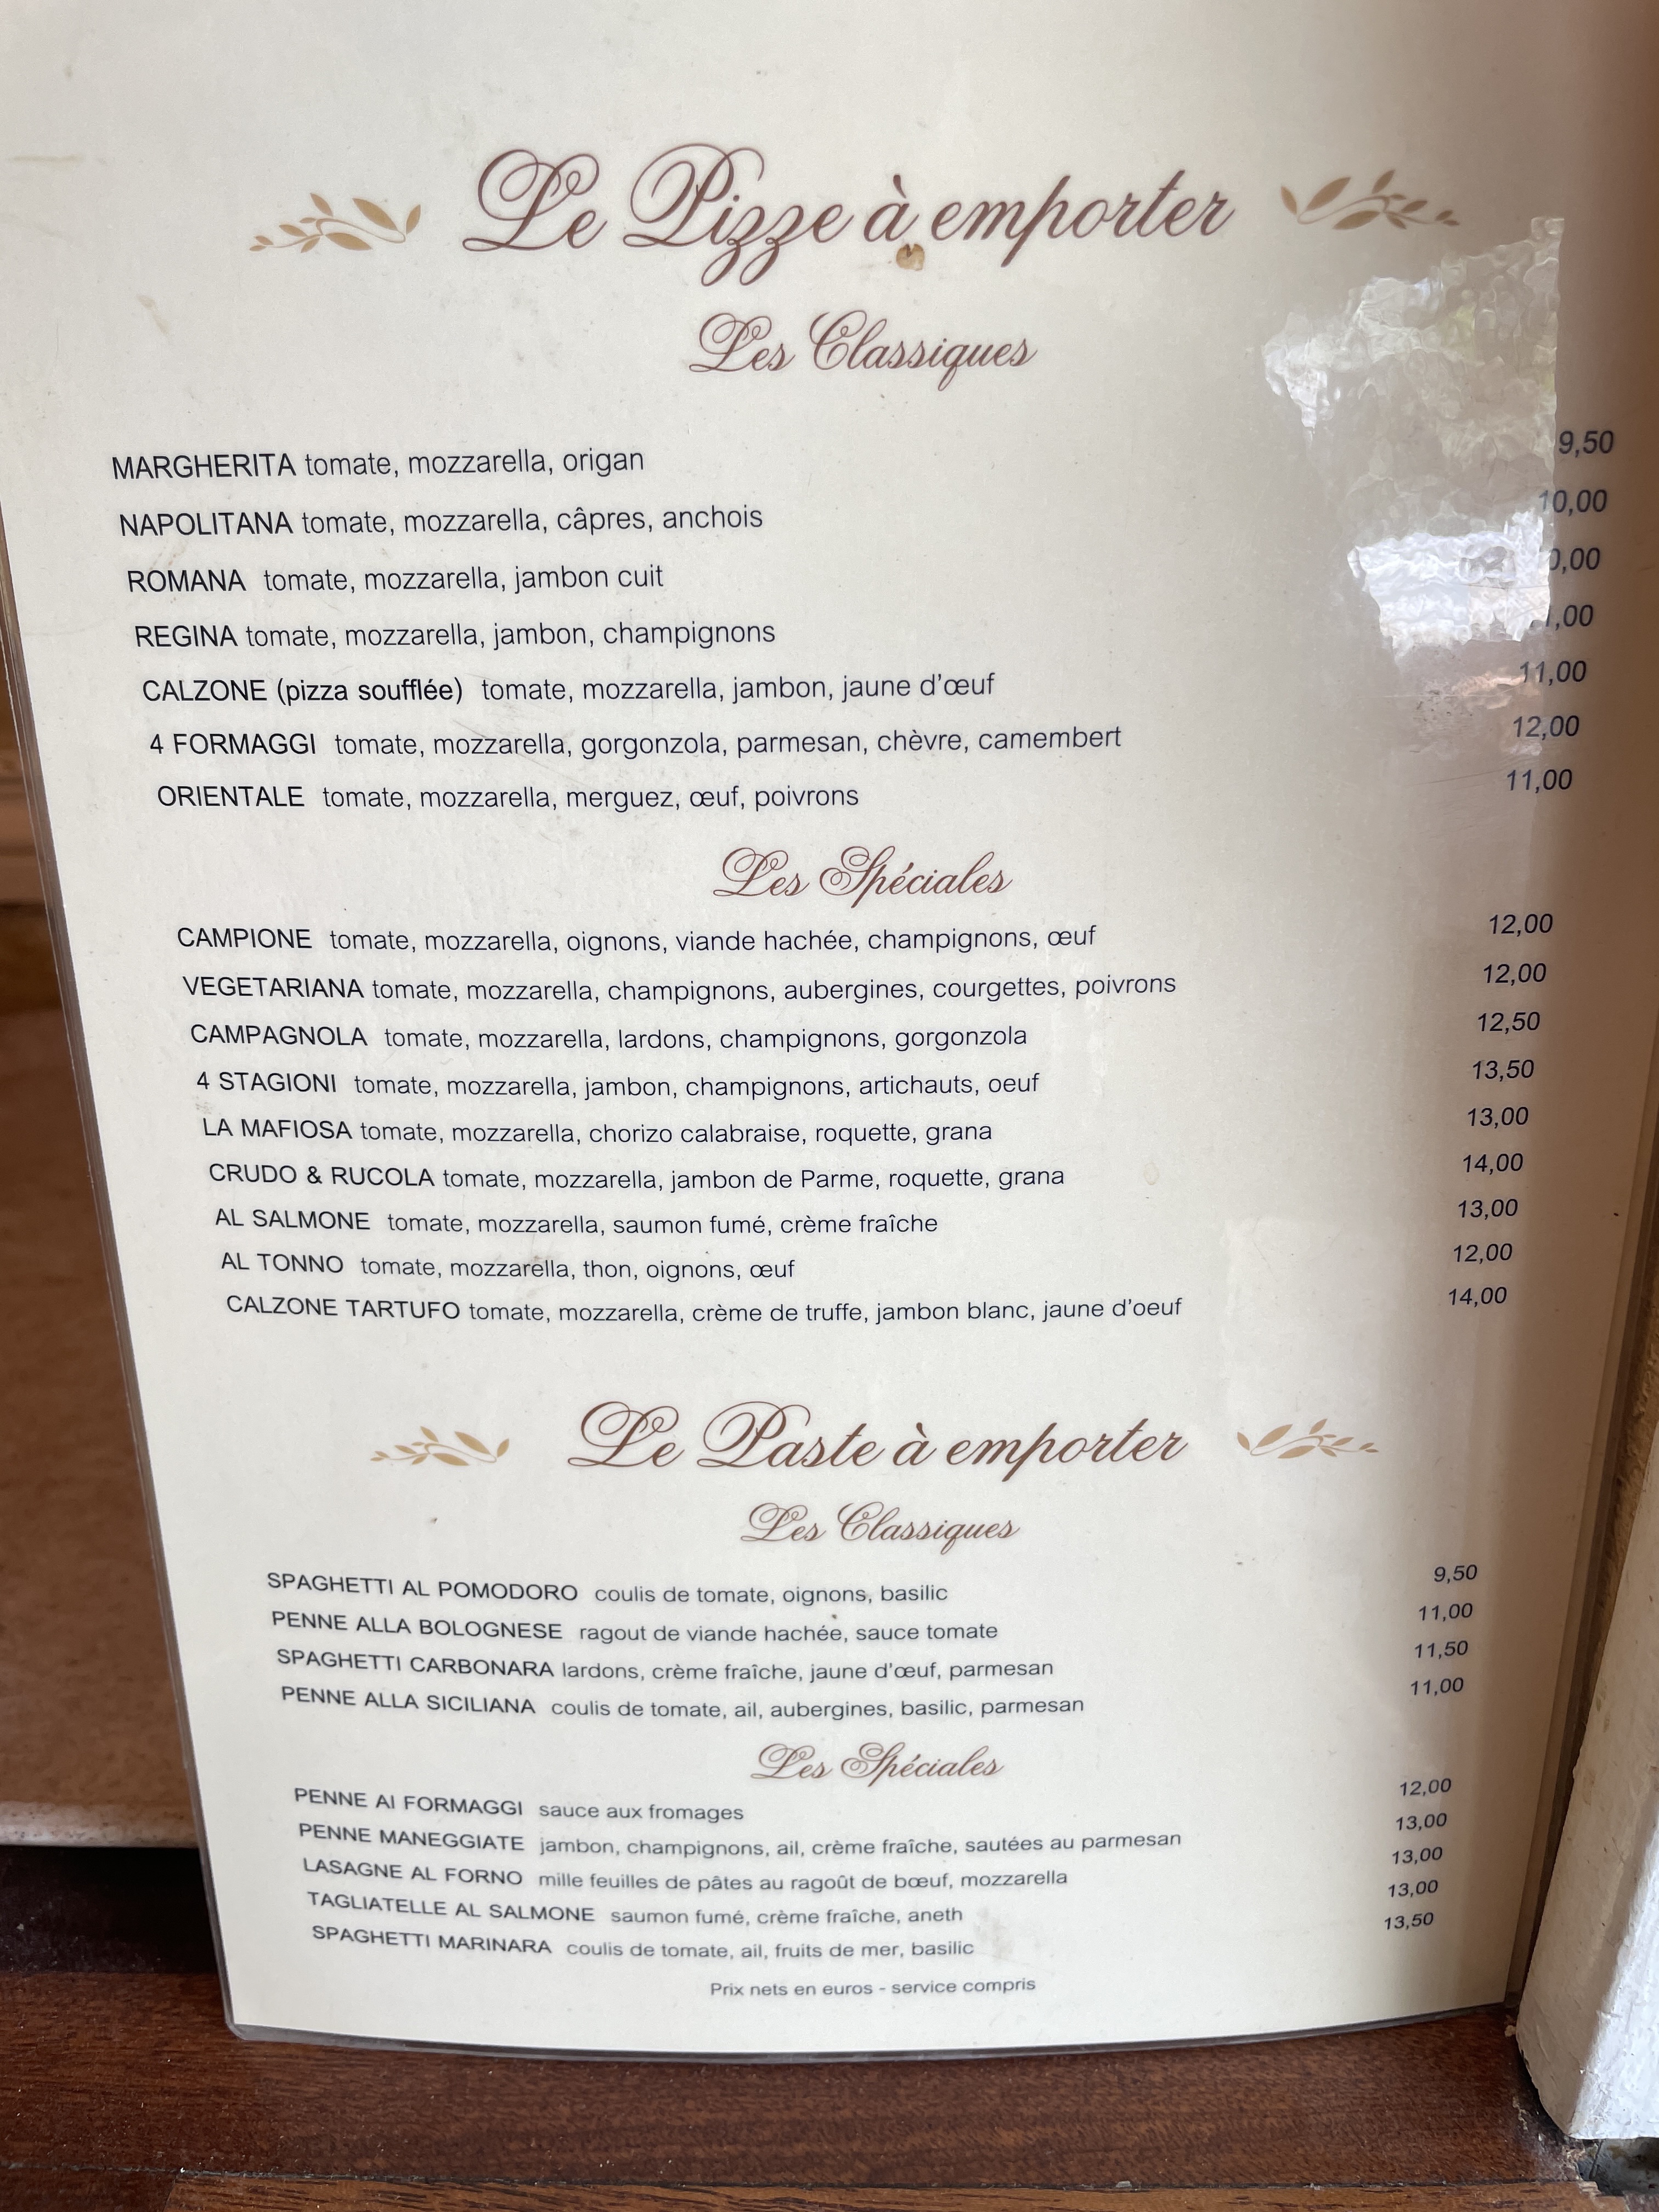 Le Pizze à emporter
Les Classiques
MARGHERITA tomate, mozzarella, origan 9,50
NAPOLITANA tomate, mozzarella, câpres, anchois 10,00
ROMANA tomate, mozzarella, jambon cuit
REGINA tomate, mozzarella, jambon, champignons
CALZONE (pizza soufflée) tomate, mozzarella, jambon, jaune d'œuf 11,00
4 FORMAGGI tomate, mozzarella, gorgonzola, parmesan, chèvre, camembert 12,00
ORIENTALE tomate, mozzarella, merguez, œuf, poivrons 11,00
Les Spéciales
CAMPIONE tomate, mozzarella, oignons, viande hachée, champignons, œuf 12,00
VEGETARIANA tomate, mozzarella, champignons, aubergines, courgettes, poivrons 12,00
CAMPAGNOLA tomate, mozzarella, lardons, champignons, gorgonzola 12,50
4 STAGIONI tomate, mozzarella, jambon, champignons, artichauts, oeuf 13,50
LA MAFIOSA tomate, mozzarella, chorizo calabraise, roquette, grana 13,00
CRUDO & RUCOLA tomate, mozzarella, jambon de Parme, roquette, grana 14,00
AL SALMONE tomate, mozzarella, saumon fumé, crème fraîche 13,00
AL TONNO tomate, mozzarella, thon, oignons, œuf 12,00
CALZONE TARTUFO tomate, mozzarella, crème de truffe, jambon blanc, jaune d'oeuf 14,00
Le Paste à emporter
Les Classiques
SPAGHETTI AL POMODORO coulis de tomate, oignons, basilic 9,50
PENNE ALLA BOLOGNESE ragout de viande hachée, sauce tomate 11,00
SPAGHETTI CARBONARA lardons, crème fraîche, jaune d'œuf, parmesan 11,50
PENNE ALLA SICILIANA coulis de tomate, ail, aubergines, basilic, parmesan 11,00
Les Spéciales
PENNE AI FORMAGGI sauce aux fromages 12,00
PENNE MANEGGIATE jambon, champignons, ail, crème fraîche, sautées au parmesan 13,00
LASAGNE AL FORNO mille feuilles de pâtes au ragoût de bœuf, mozzarella 13,00
TAGLIATELLE AL SALMONE saumon fumé, crème fraîche, aneth 13,00
SPAGHETTI MARINARA coulis de tomate, ail, fruits de mer, basilic 13,50
Prix nets en euros - service compris